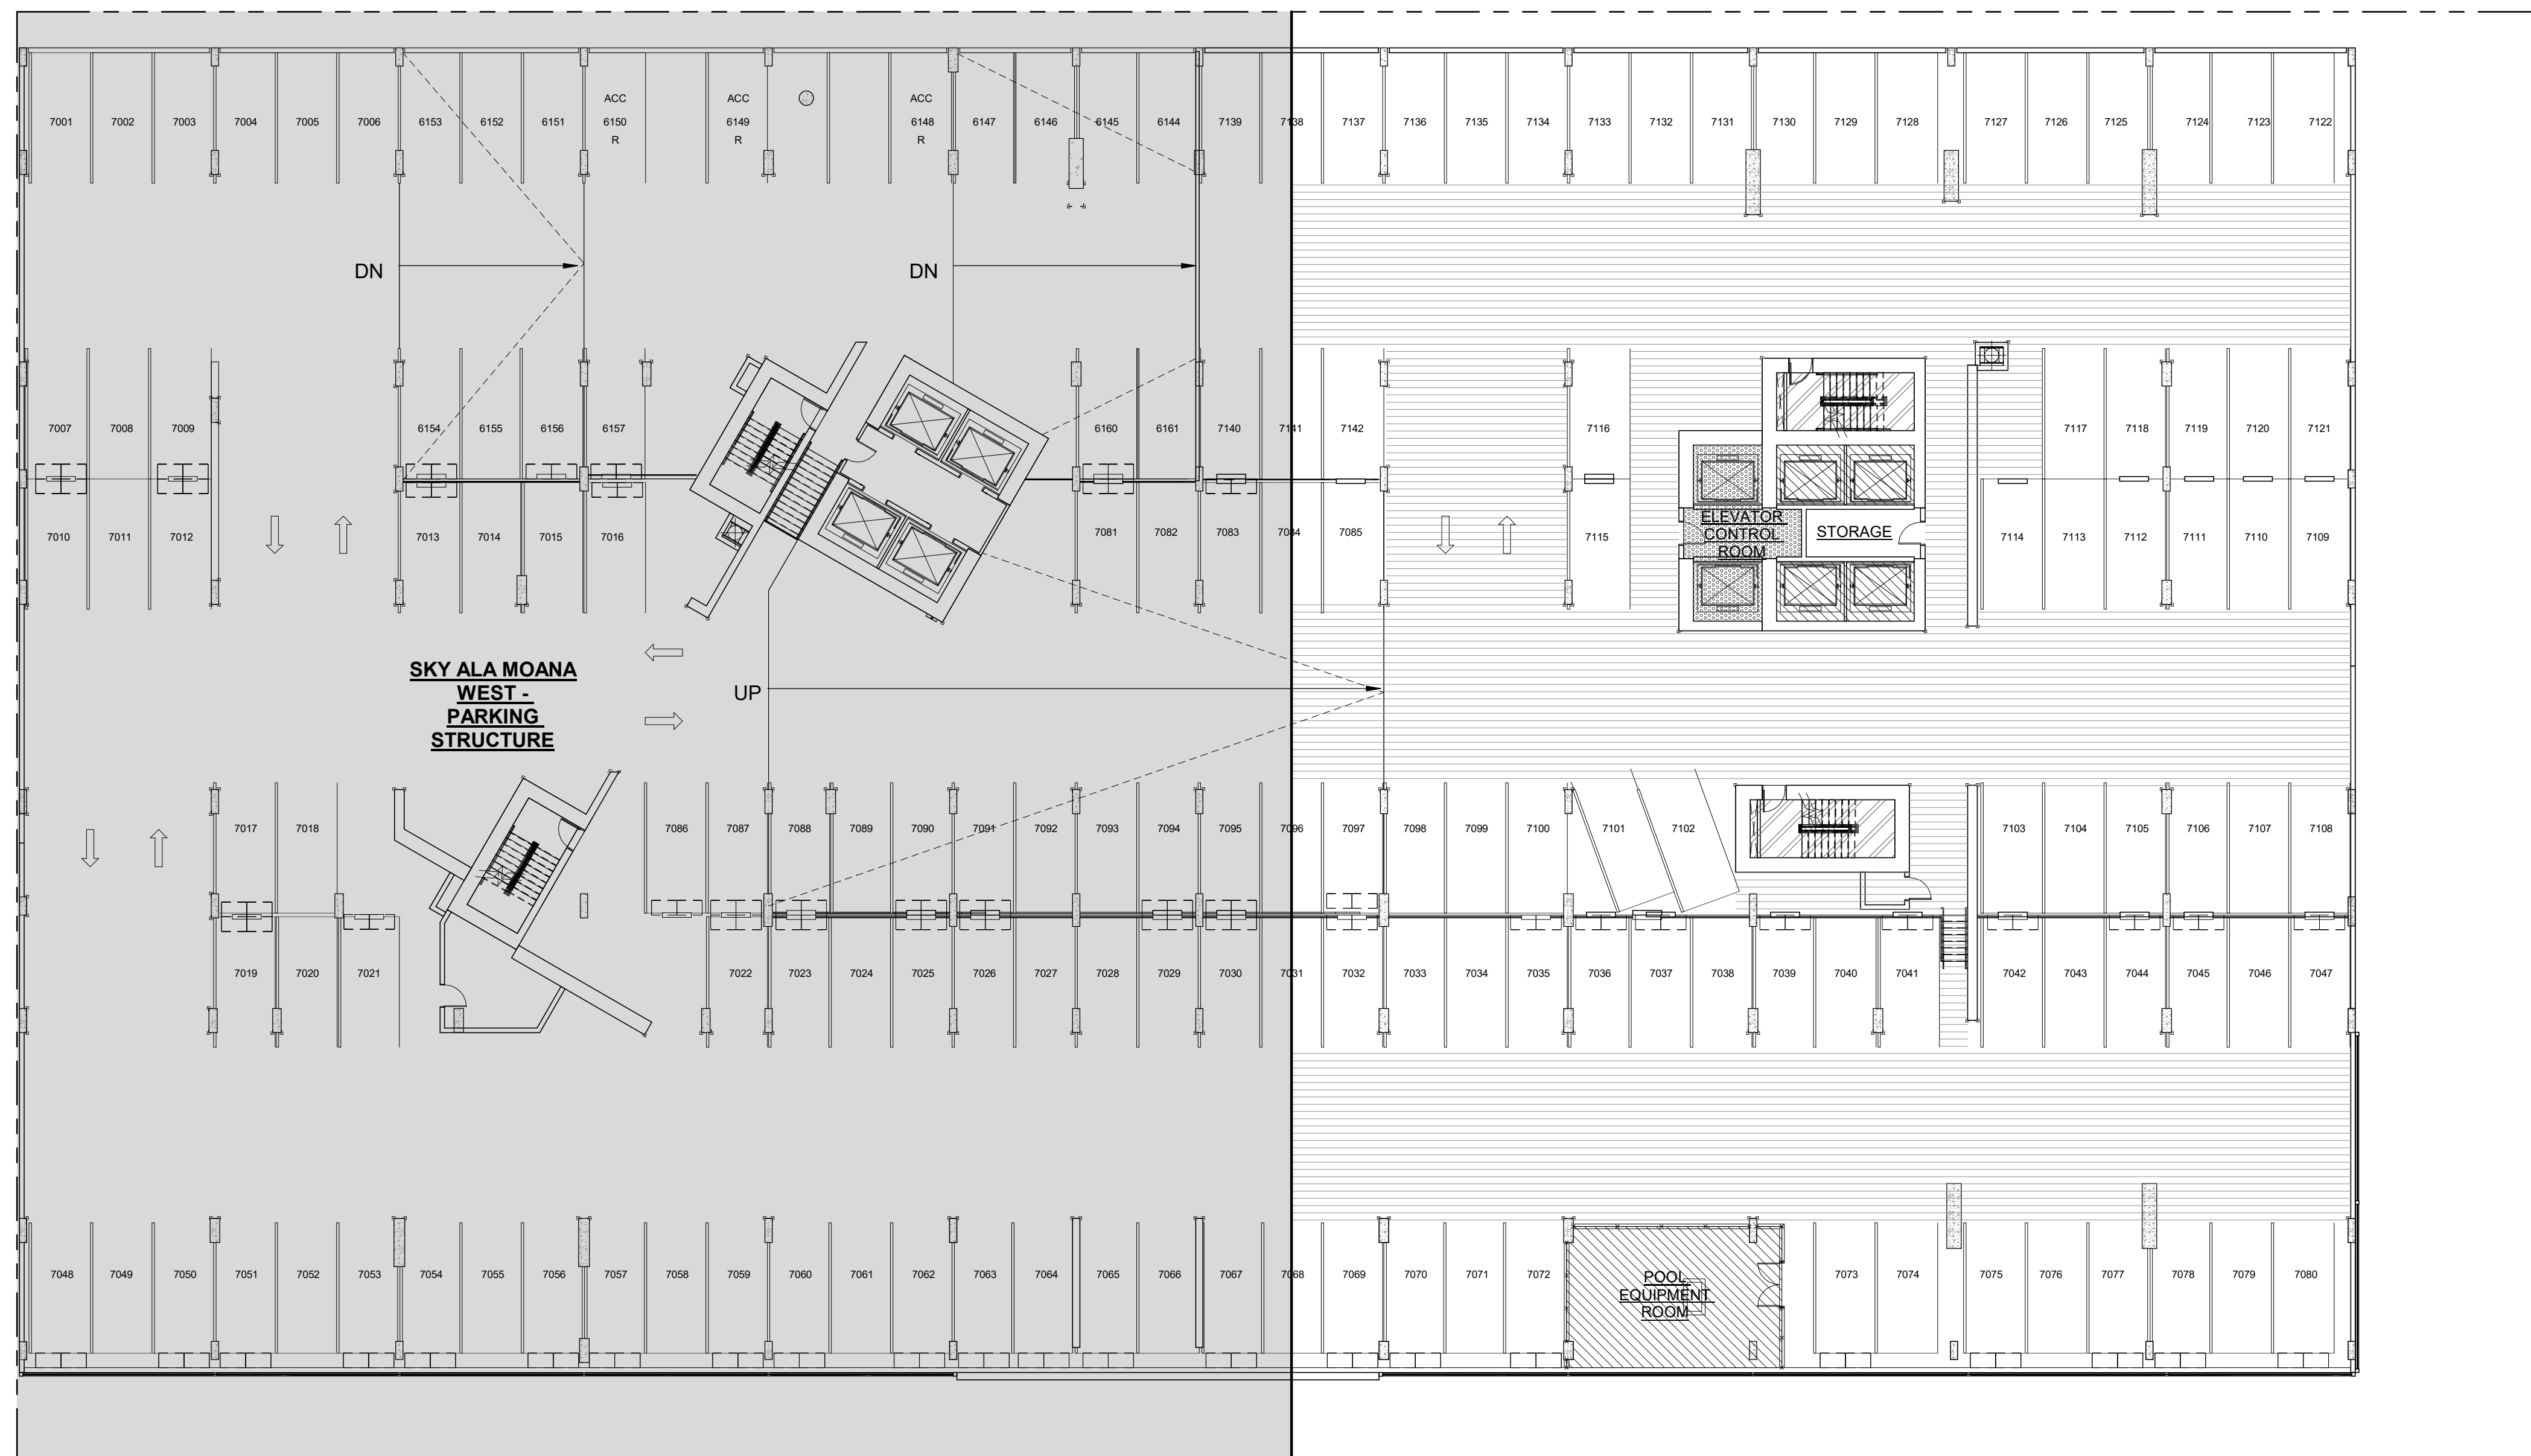 7001 7002 7003 7004 7005 7006 6153 6152 6151 ACC 6150 R ACC 6149 R ACC 6148 R 6147 6146 6145 6144 7139 7138 7137 7136 7135 7134 7133 7132 7131 7130 7129 7128 7127 7126 7125 7124 7123 7122
DN DN
7007 7008 7009 6154 6155 6156 6157 6160 6161 7140 7141 7142 7116 7117 7118 7119 7120 7121
7010 7011 7012 7013 7014 7015 7016 7081 7082 7083 7084 7085 7115 7114 7113 7112 7111 7110 7109
ELEVATOR
CONTROL
ROOM
STORAGE
SKY ALA MOANA
WEST -
PARKING
STRUCTURE
UP
7017 7018 7086 7087 7088 7089 7090 7091 7092 7093 7094 7095 7096 7097 7098 7099 7100 7101 7102 7103 7104 7105 7106 7107 7108
7019 7020 7021 7022 7023 7024 7025 7026 7027 7028 7029 7030 7031 7032 7033 7034 7035 7036 7037 7038 7039 7040 7041 7042 7043 7044 7045 7046 7047
7048 7049 7050 7051 7052 7053 7054 7055 7056 7057 7058 7059 7060 7061 7062 7063 7064 7065 7066 7067 7068 7069 7070 7071 7072 7073 7074 7075 7076 7077 7078 7079 7080
POOL
EQUIPMENT
ROOM